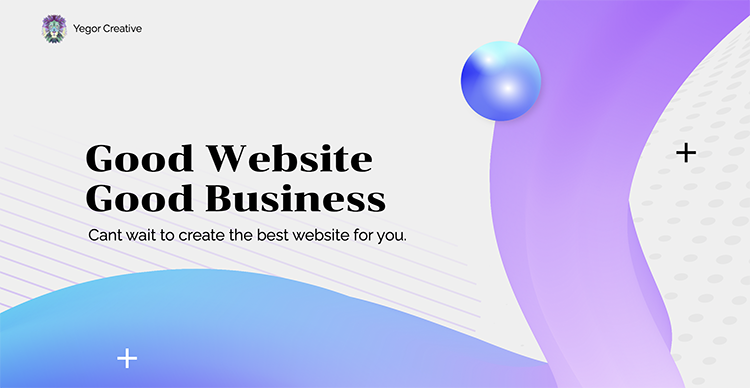 Yegor Creative
Good Website
Good Business
Cant wait to create the best website for you.